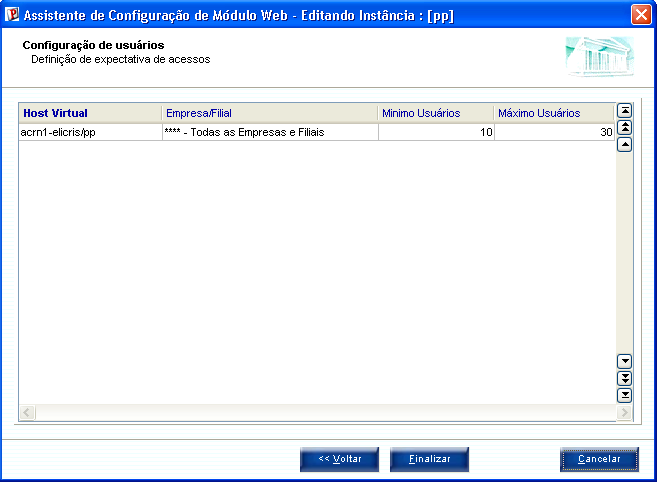 Assistente de Configuração de Módulo Web - Editando Instância : [pp]
Configuração de usuários
Definição de expectativa de acessos
Host Virtual Empresa/Filial Minimo Usuários Máximo Usuários
acrn1-elicris/pp **** - Todas as Empresas e Filiais 10 30
<< Voltar Finalizar Cancelar